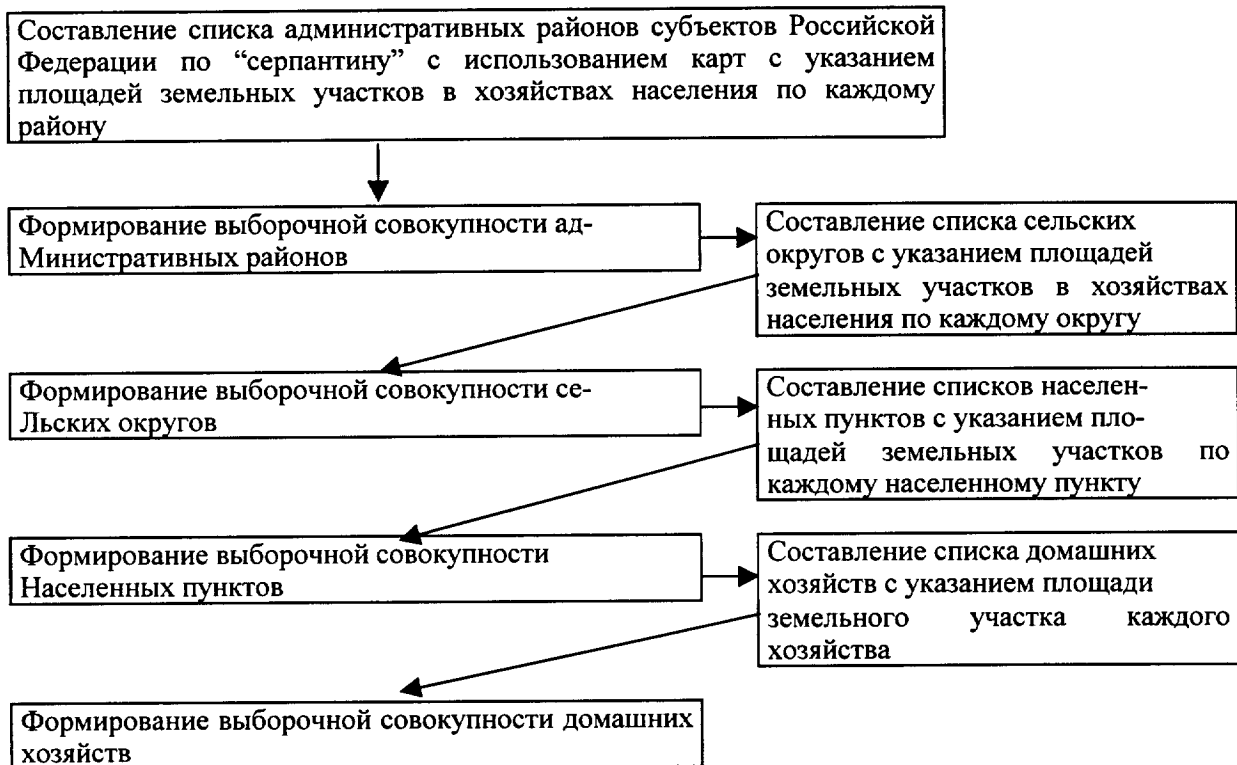 Составление списка административных районов субъектов Российской
Федерации по “серпантину” с использованием карт с указанием
площадей земельных участков в хозяйствах населения по каждому
району
Формирование выборочной совокупности ад-
Министративных районов
Составление списка сельских
округов с указанием площадей
земельных участков в хозяйствах
населения по каждому округу
Формирование выборочной совокупности се-
Льских округов
Составление списков населен-
ных пунктов с указанием пло-
щадей земельных участков по
каждому населенному пункту
Формирование выборочной совокупности
Населенных пунктов
Составление списка домашних
хозяйств с указанием площади
земельного участка каждого
хозяйства
Формирование выборочной совокупности домашних
хозяйств